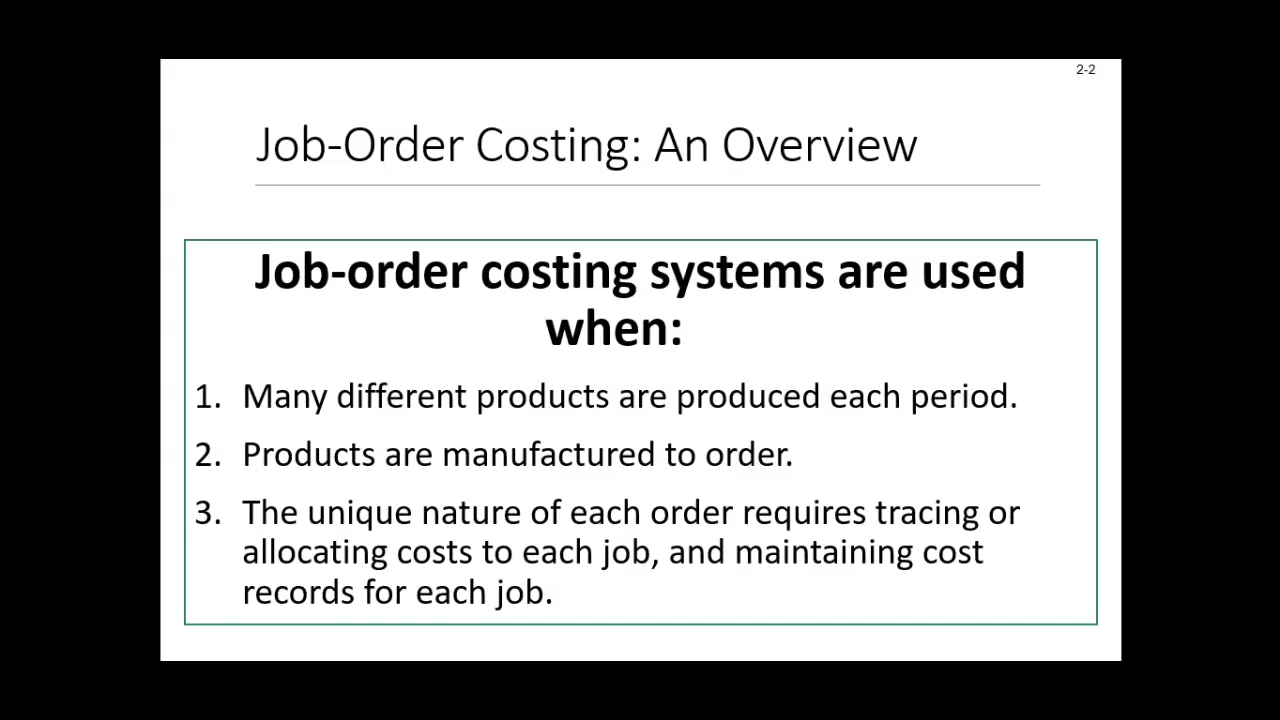 2-2
Job-Order Costing: An Overview
Job-order costing systems are used
when:
1. Many different products are produced each period.
2. Products are manufactured to order.
3. The unique nature of each order requires tracing or
allocating costs to each job, and maintaining cost
records for each job.